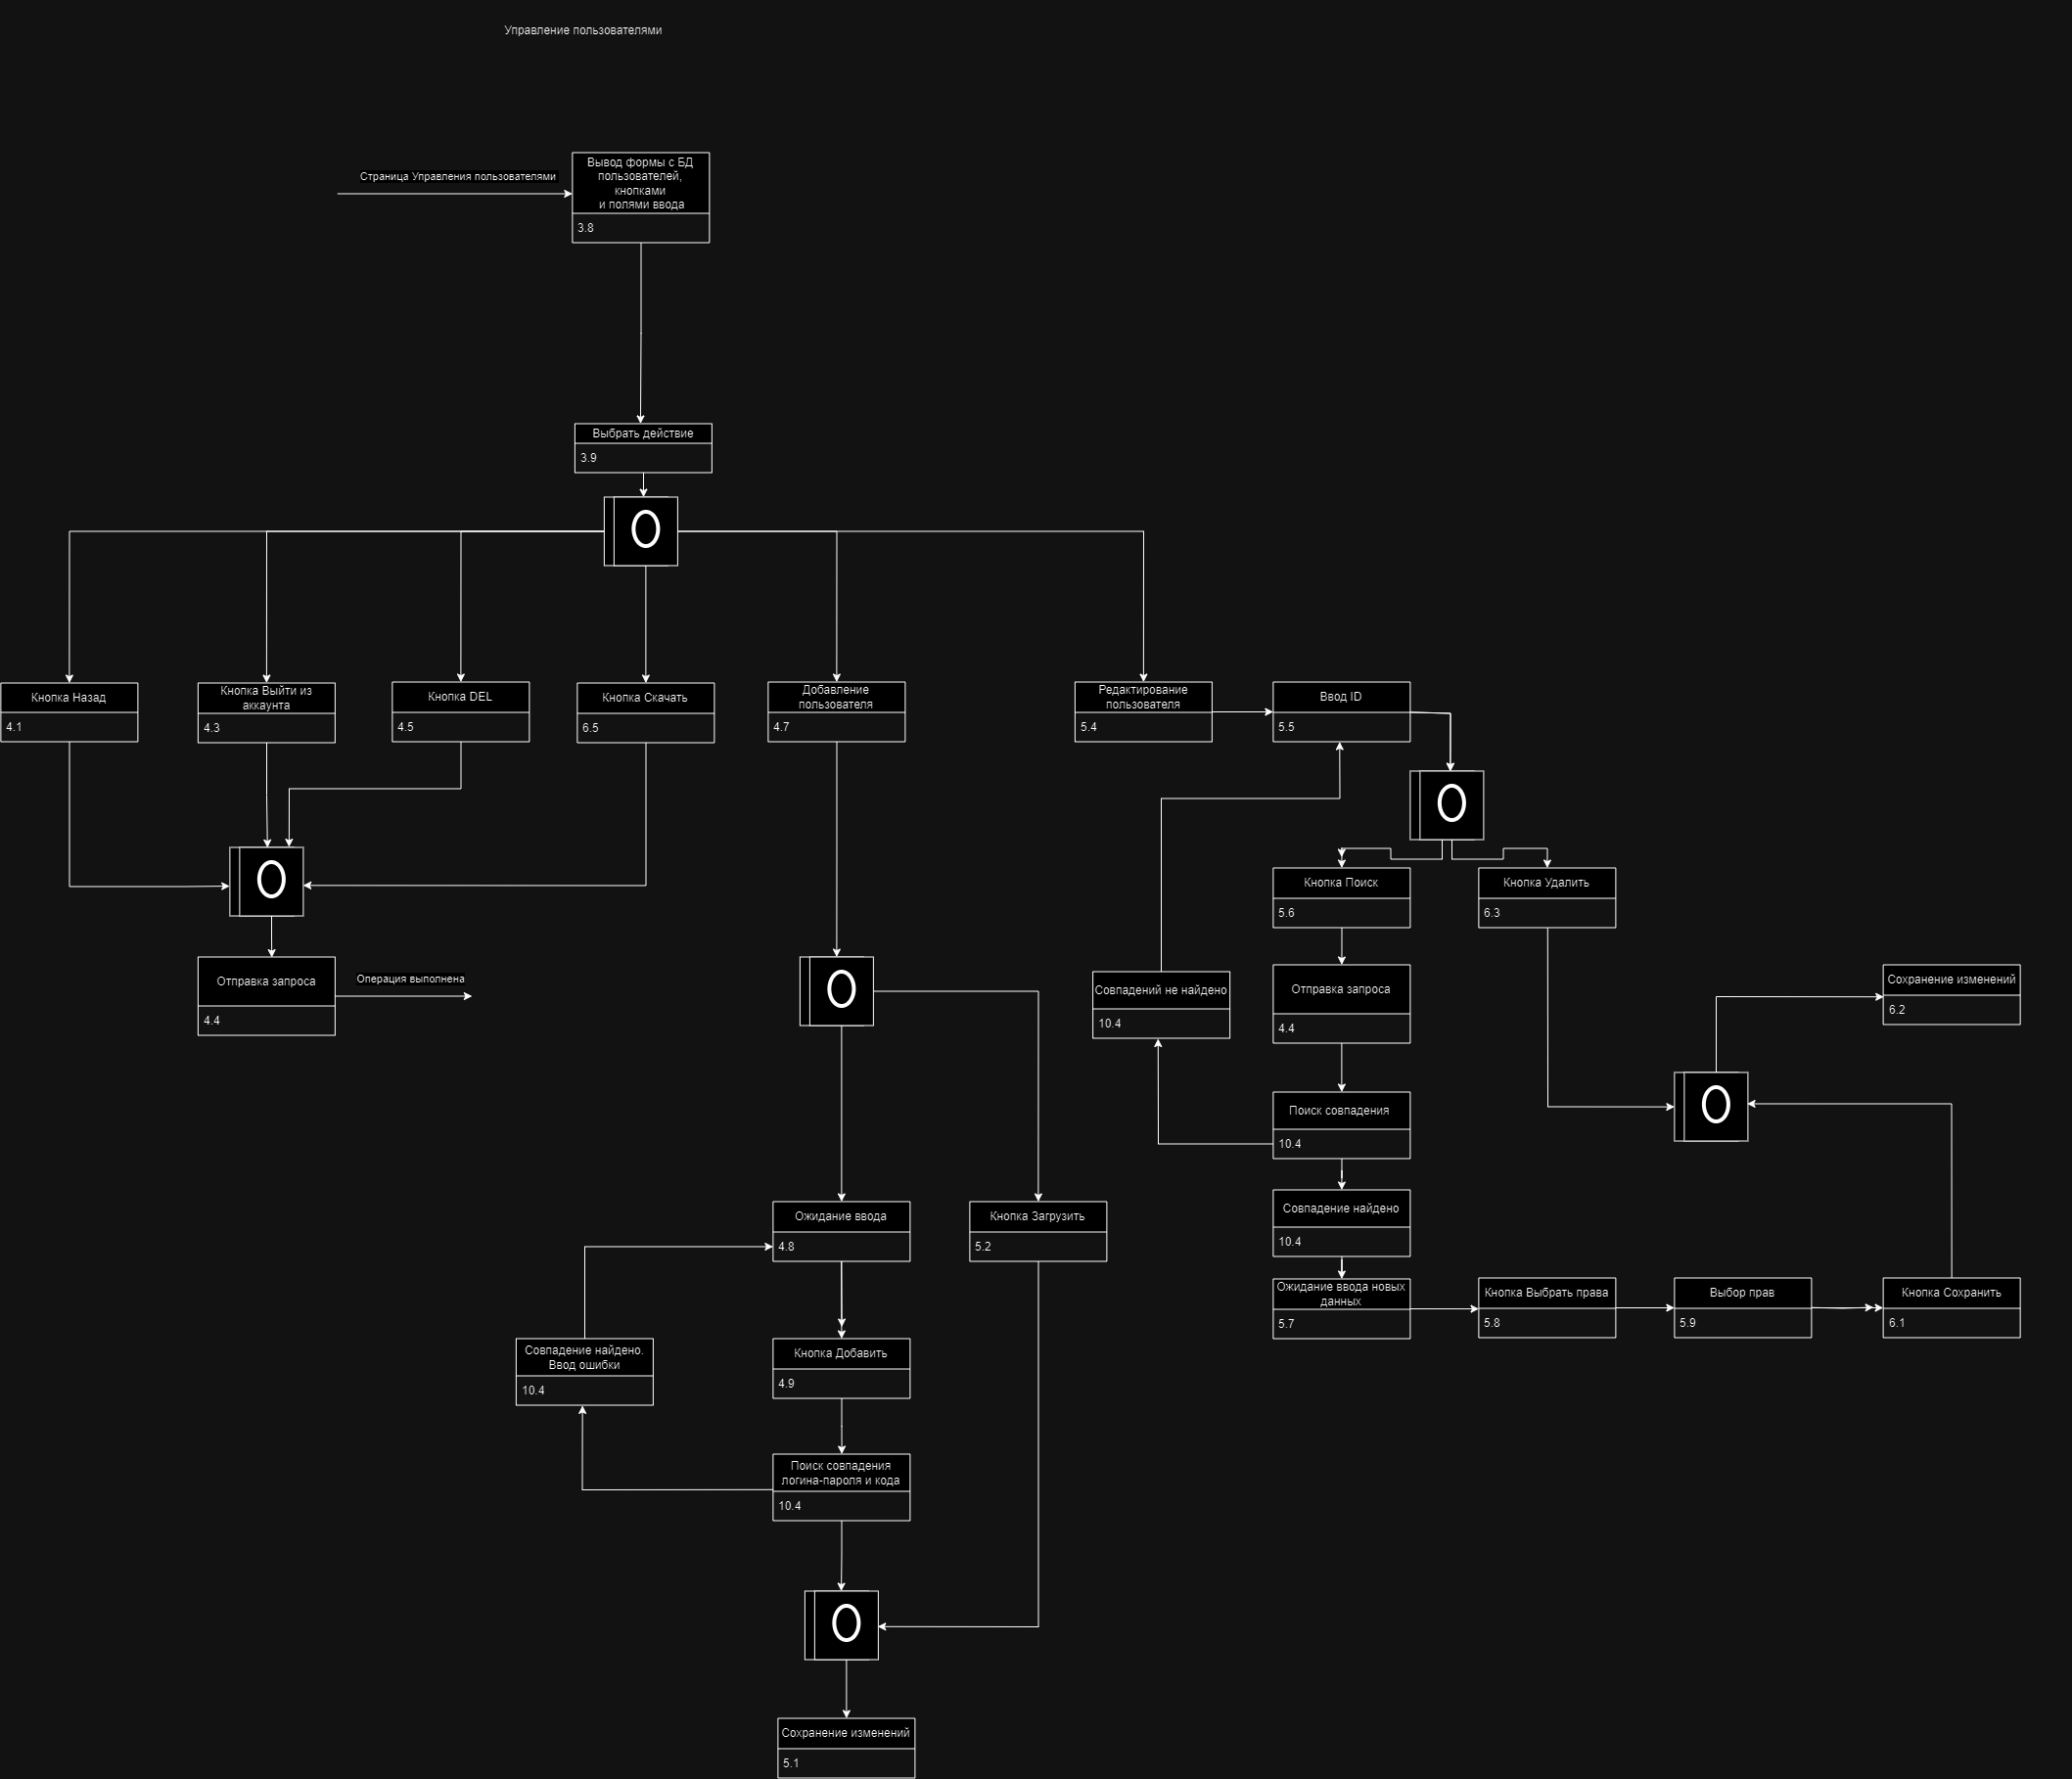 Управление пользователями
Страница Управления пользователями
Вывод формы с БД
пользователей,
кнопками
и полями ввода
3.8
Выбрать действие
3.9
O
Кнопка Назад
4.1
Кнопка Выйти из
аккаунта
4.3
Кнопка DEL
4.5
Кнопка Скачать
6.5
Добавление
пользователя
4.7
Редактирование
пользователя
5.4
Ввод ID
5.5
O
O
Кнопка Поиск
5.6
Кнопка Удалить
6.3
Отправка запроса
4.4
Операция выполнена
O
Совпадений не найдено
10.4
Отправка запроса
4.4
Сохранение изменений
6.2
Поиск совпадения
10.4
O
Ожидание ввода
4.8
Кнопка Загрузить
5.2
Совпадение найдено
10.4
Ожидание ввода новых
данных
5.7
Кнопка Выбрать права
5.8
Выбор прав
5.9
Кнопка Сохранить
6.1
Совпадение найдено.
Ввод ошибки
10.4
Кнопка Добавить
4.9
Поиск совпадения
логина-пароля и кода
10.4
O
Сохранение изменений
5.1